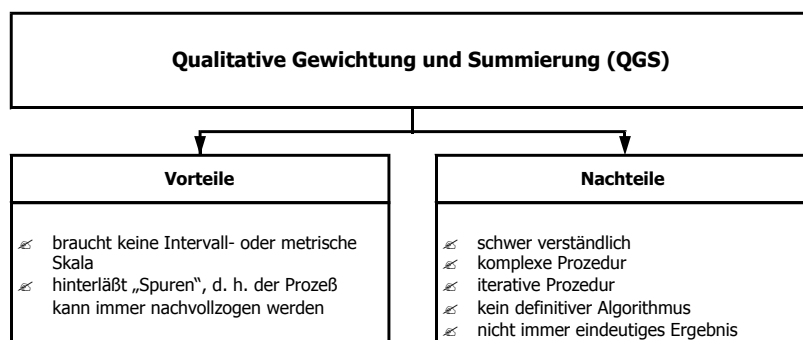 Qualitative Gewichtung und Summierung (QGS)
Vorteile
braucht keine Intervall- oder metrische
Skala
hinterläßt „Spuren“, d. h. der Prozeß
kann immer nachvollzogen werden
Nachteile
schwer verständlich
komplexe Prozedur
iterative Prozedur
kein definitiver Algorithmus
nicht immer eindeutiges Ergebnis